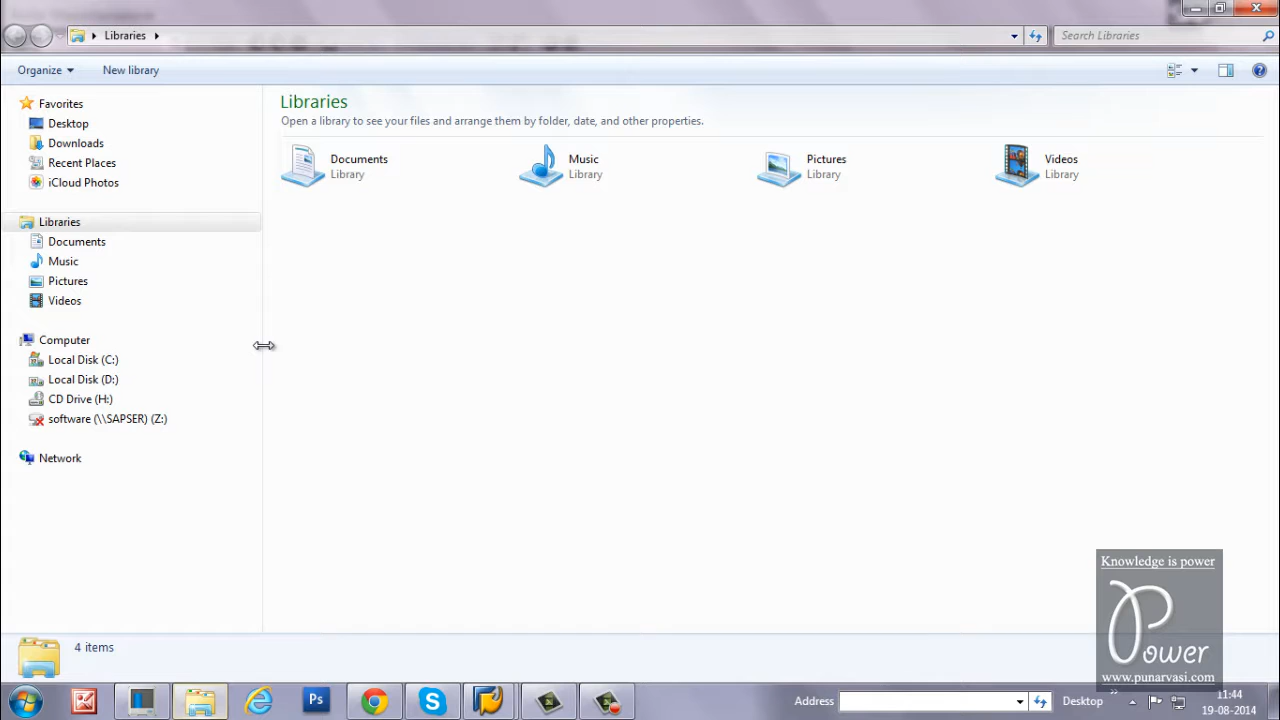 Libraries
Search Libraries
Organize
New library
Favorites
Desktop
Downloads
Recent Places
iCloud Photos
Libraries
Documents
Music
Pictures
Videos
Computer
Local Disk (C:)
Local Disk (D:)
CD Drive (H:)
software (\\SAPSER) (Z:)
Network
Libraries
Open a library to see your files and arrange them by folder, date, and other properties.
Documents
Library
Music
Library
Pictures
Library
Videos
Library
4 items
Knowledge is power
Power
www.punarvasi.com
Ps
Address
Desktop
»
11:44
19-08-2014